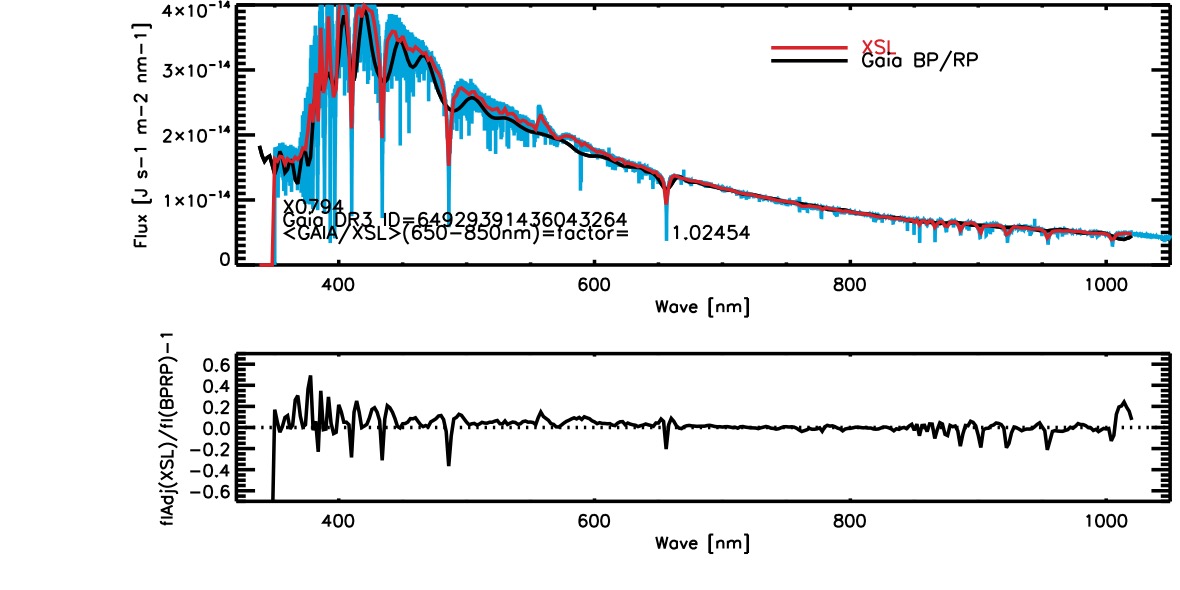 4×10⁻¹⁴
3×10⁻¹⁴
2×10⁻¹⁴
1×10⁻¹⁴
0
Flux [J s−1 m−2 nm−1]
XSL
Gaia BP/RP
X0794
Gaia DR3 ID=649293914436043264
<GAIA/XSL>(650−850nm)=factor= 1.02454
400 600 800 1000
Wave [nm]
0.6
0.4
0.2
0.0
−0.2
−0.4
−0.6
flAdj(XSL)/fl(BPRP)−1
400 600 800 1000
Wave [nm]